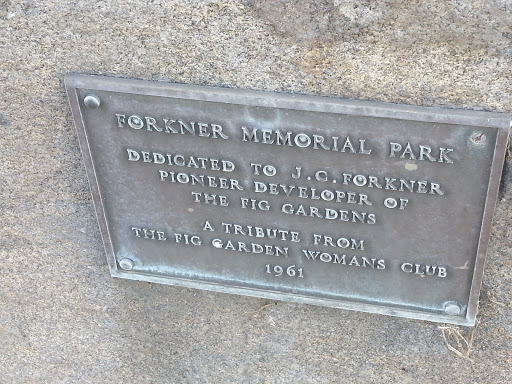 FORKNER MEMORIAL PARK
DEDICATED TO J.C. FORKNER
PIONEER DEVELOPER OF
THE FIG GARDENS
A TRIBUTE FROM
THE FIG GARDEN WOMANS CLUB
1961